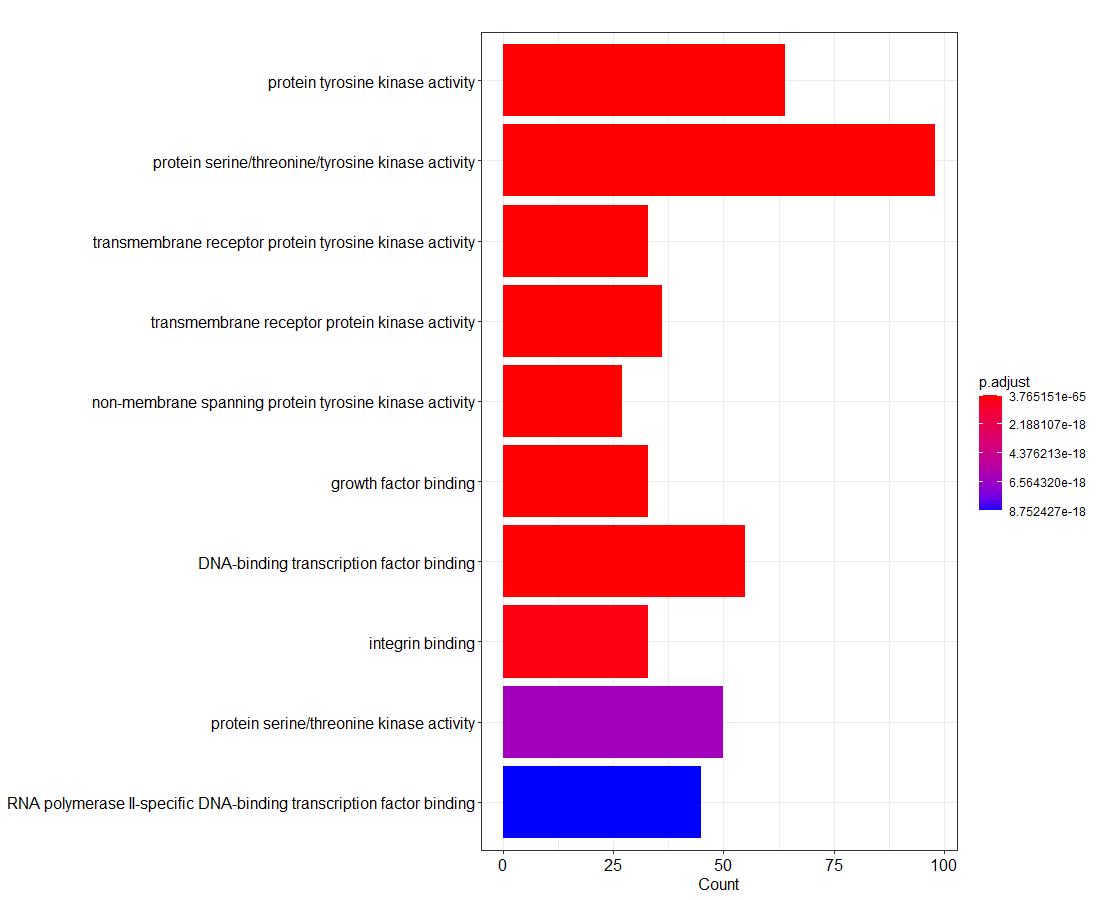 protein tyrosine kinase activity
protein serine/threonine/tyrosine kinase activity
transmembrane receptor protein tyrosine kinase activity
transmembrane receptor protein kinase activity
non-membrane spanning protein tyrosine kinase activity
growth factor binding
DNA-binding transcription factor binding
integrin binding
protein serine/threonine kinase activity
RNA polymerase II-specific DNA-binding transcription factor binding
0 25 50 75 100
Count
p.adjust
3.765151e-65
2.188107e-18
4.376213e-18
6.564320e-18
8.752427e-18